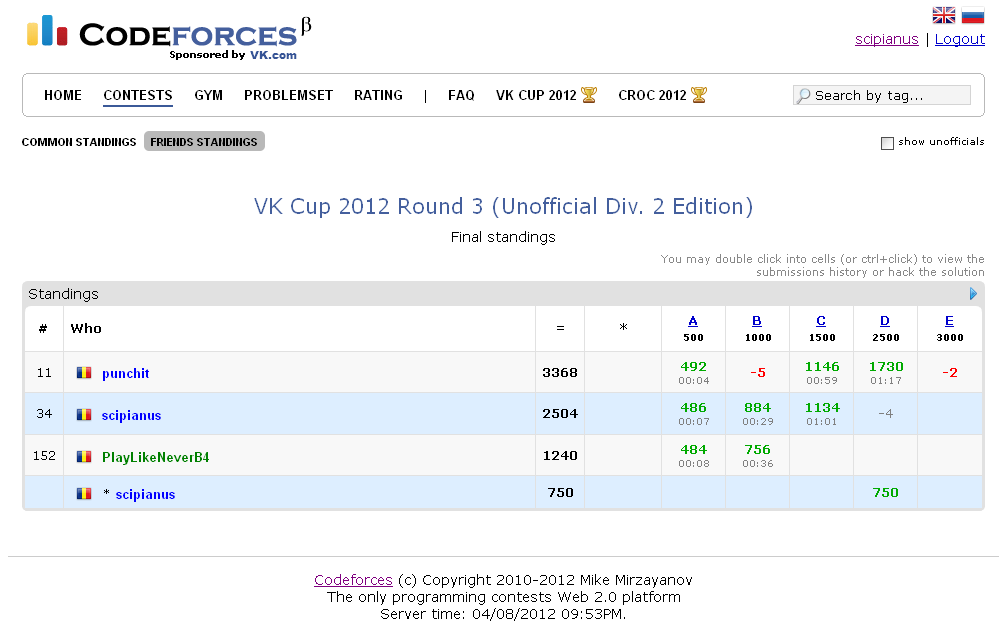 CODEFORCES β
Sponsored by VK.com
scipianus | Logout
HOME CONTESTS GYM PROBLEMSET RATING | FAQ VK CUP 2012 CROC 2012 Search by tag...
COMMON STANDINGS FRIENDS STANDINGS show unofficials
VK Cup 2012 Round 3 (Unofficial Div. 2 Edition)
Final standings
You may double click into cells (or ctrl+click) to view the
submissions history or hack the solution
Standings
# Who = * A B C D E
500 1000 1500 2500 3000
11 punchit 3368 492 -5 1146 1730 -2
00:04 00:59 01:17
34 scipianus 2504 486 884 1134 -4
00:07 00:29 01:01
152 PlayLikeNeverB4 1240 484 756
00:08 00:36
* scipianus 750 750
Codeforces (c) Copyright 2010-2012 Mike Mirzayanov
The only programming contests Web 2.0 platform
Server time: 04/08/2012 09:53PM.